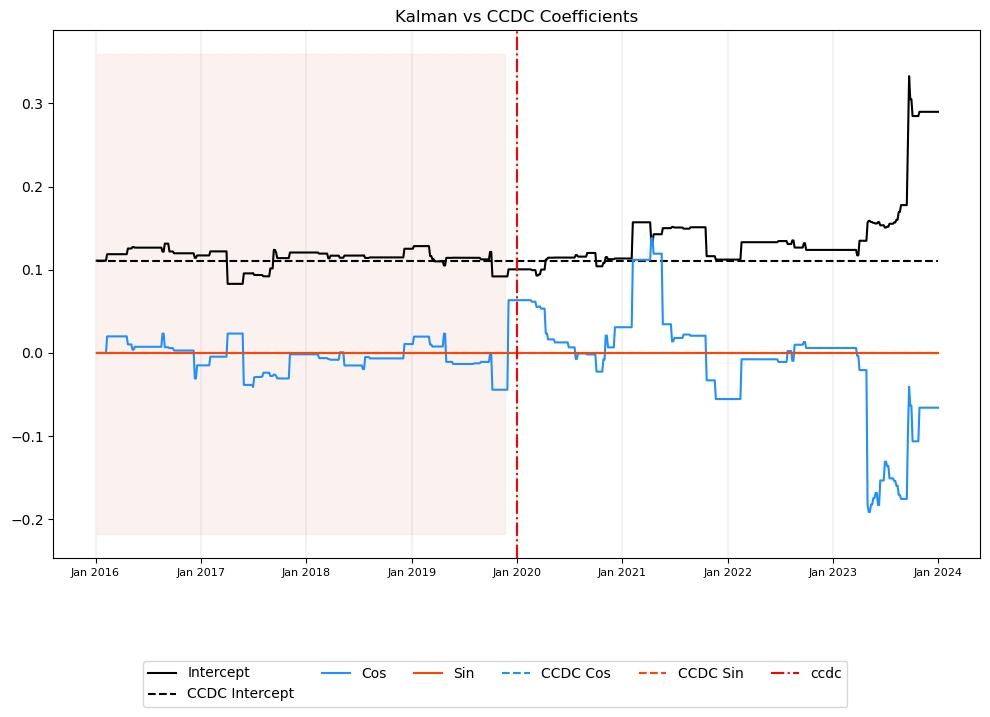 Kalman vs CCDC Coefficients
0.3
0.2
0.1
0.0
−0.1
−0.2
Jan 2016 Jan 2017 Jan 2018 Jan 2019 Jan 2020 Jan 2021 Jan 2022 Jan 2023 Jan 2024
Intercept Cos Sin CCDC Cos CCDC Sin ccdc
CCDC Intercept